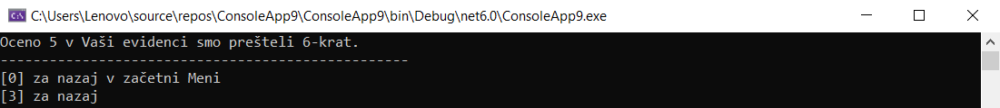 C:\Users\Lenovo\source\repos\ConsoleApp9\ConsoleApp9\bin\Debug\net6.0\ConsoleApp9.exe
Oceno 5 v Vaši evidenci smo prešteli 6-krat.
--------------------------------------------------
[0] za nazaj v začetni Meni
[3] za nazaj